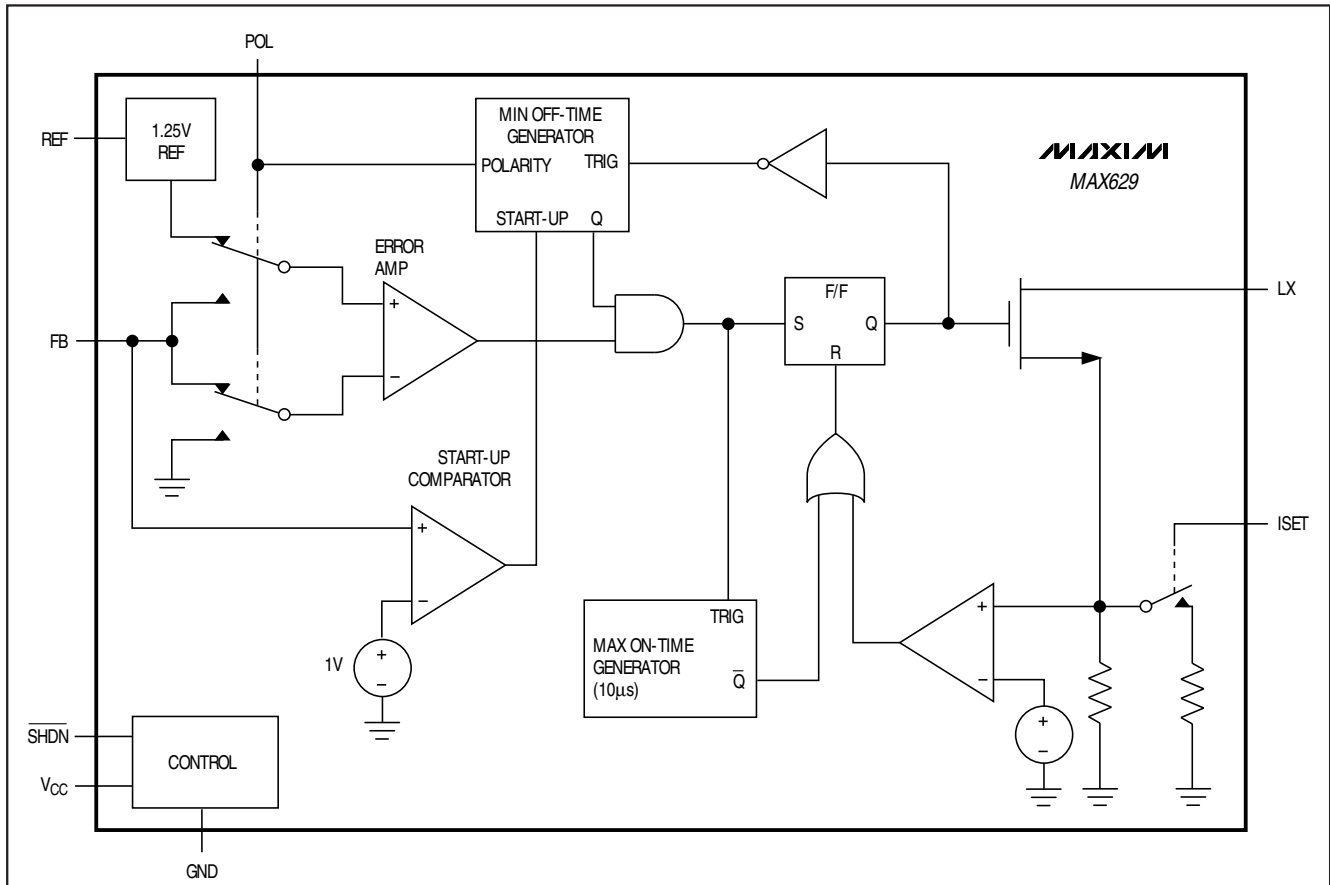 POL
REF
1.25V
REF
MIN OFF-TIME
GENERATOR
POLARITY
TRIG
START-UP
Q
MAXIM
MAX629
ERROR
AMP
+
−
FB
F/F
S
Q
R
LX
START-UP
COMPARATOR
+
−
1V
+
−
TRIG
MAX ON-TIME
GENERATOR
(10µs)
Q̅
+
−
+
−
ISET
S̅H̅D̅N̅
VCC
CONTROL
GND